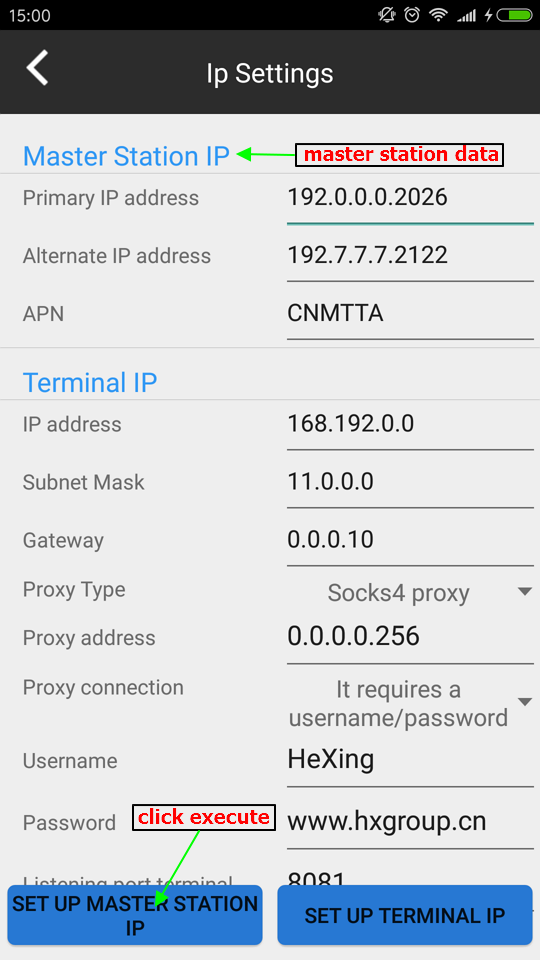 15:00
Ip Settings
Master Station IP
master station data
Primary IP address
192.0.0.0.2026
Alternate IP address
192.7.7.7.2122
APN
CNMTTA
Terminal IP
IP address
168.192.0.0
Subnet Mask
11.0.0.0
Gateway
0.0.0.10
Proxy Type
Socks4 proxy
Proxy address
0.0.0.0.256
Proxy connection
It requires a
username/password
Username
HeXing
Password
click execute
www.hxgroup.cn
Listening port terminal
8081
SET UP MASTER STATION
IP
SET UP TERMINAL IP